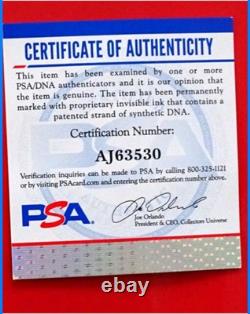 CERTIFICATE OF AUTHENTICITY
This item has been examined by one or more
PSA/DNA authenticators and it is our opinion that
the item is genuine. The item has been permanently
marked with proprietary invisible ink that contains a
patented strand of synthetic DNA.
Certification Number:
AJ63530
Verification inquiries can be made to PSA by calling 800-325-1121
or by visiting PSAcard.com and entering the certification number above.
PSA
Joe Orlando
President & CEO, Collectors Universe